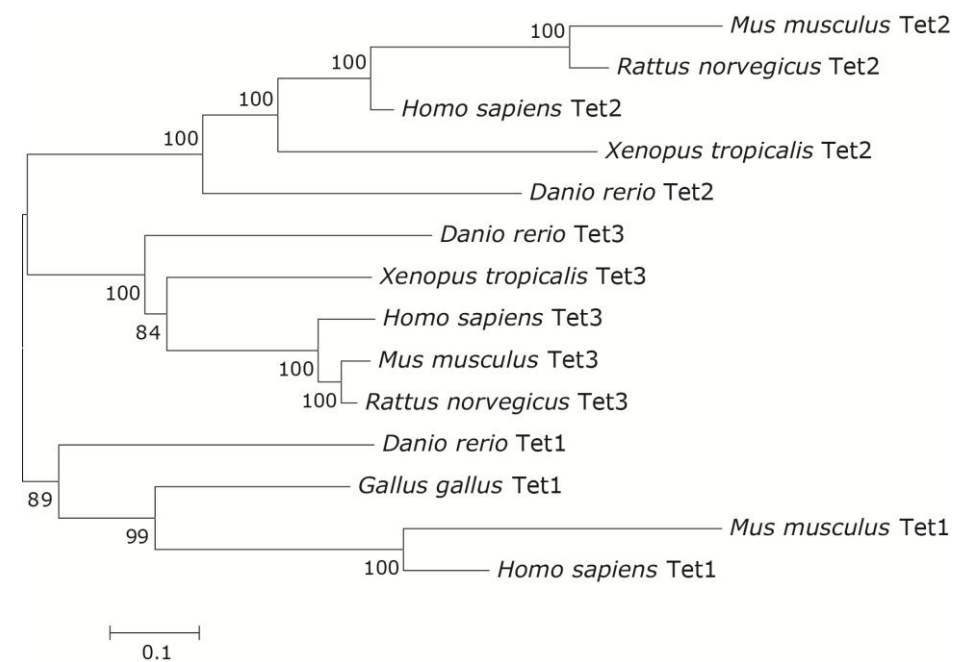 Mus musculus Tet2
100
Rattus norvegicus Tet2
100
Homo sapiens Tet2
100
Xenopus tropicalis Tet2
100
Danio rerio Tet2
Danio rerio Tet3
100
Xenopus tropicalis Tet3
84
Homo sapiens Tet3
100
Mus musculus Tet3
100
Rattus norvegicus Tet3
Danio rerio Tet1
89
Gallus gallus Tet1
99
Mus musculus Tet1
100
Homo sapiens Tet1
0.1